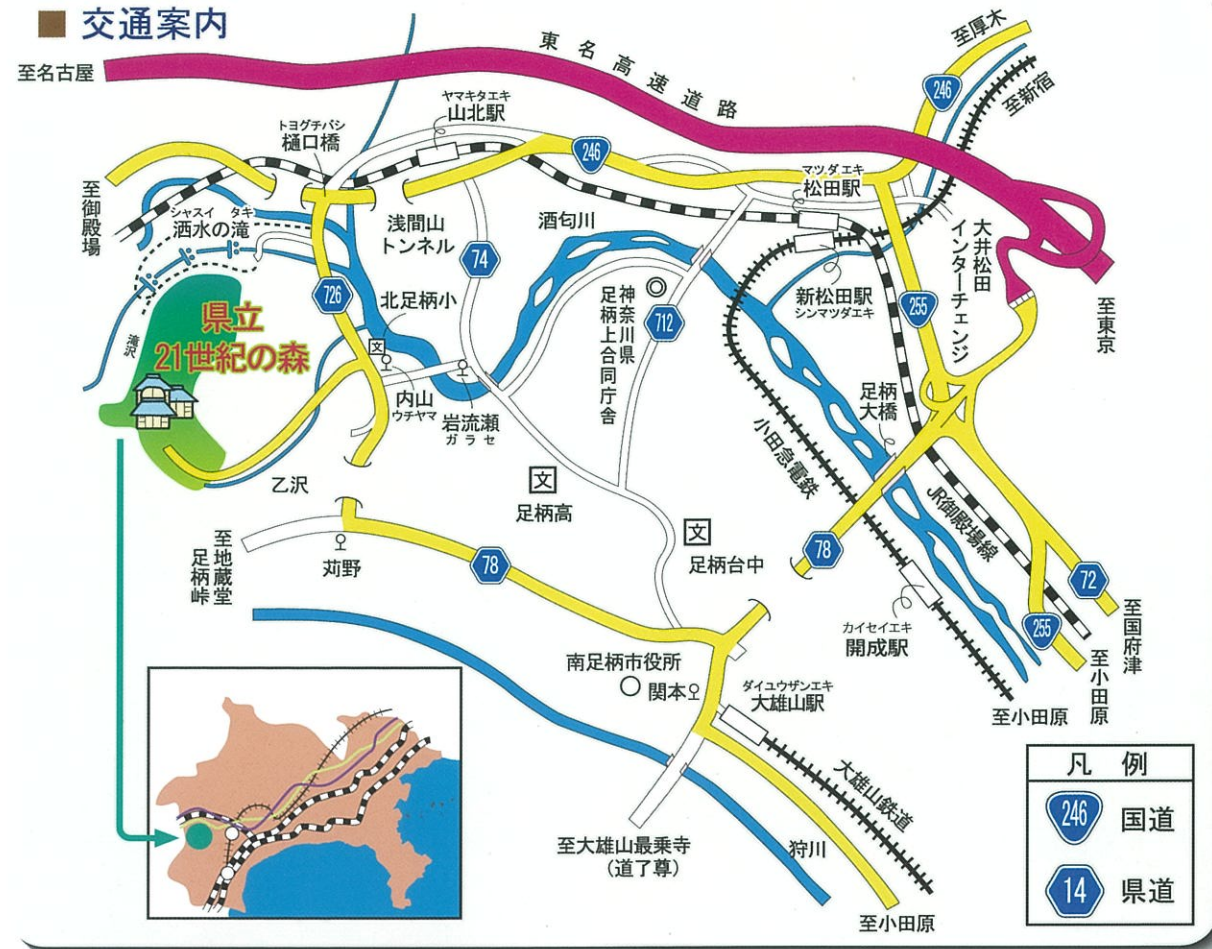 ■ 交通案内
至名古屋
東名高速道路
至厚木
246
至新宿
ヤマキタエキ
山北駅
トヨグチバシ
樋口橋
246
マツダエキ
松田駅
至御殿場
シャスイ タキ
洒水の滝
浅間山
トンネル
酒匂川
74
大井松田
インターチェンジ
新松田駅
シンマツダエキ
255
至東京
726
北足柄小
文
神奈川県
足柄上合同庁舎
712
県立
21世紀の森
滝沢
内山
ウチヤマ
岩流瀬
ガラセ
足柄
大橋
小田急電鉄
乙沢
文
足柄高
JR御殿場線
文
足柄台中
78
至地蔵堂
足柄峠
苅野
78
72
至国府津
カイセイエキ
開成駅
255
至小田原
至小田原
南足柄市役所
関本
ダイユウザンエキ
大雄山駅
大雄山鉄道
至大雄山最乗寺
(道了尊)
狩川
至小田原
凡例
246 国道
14 県道